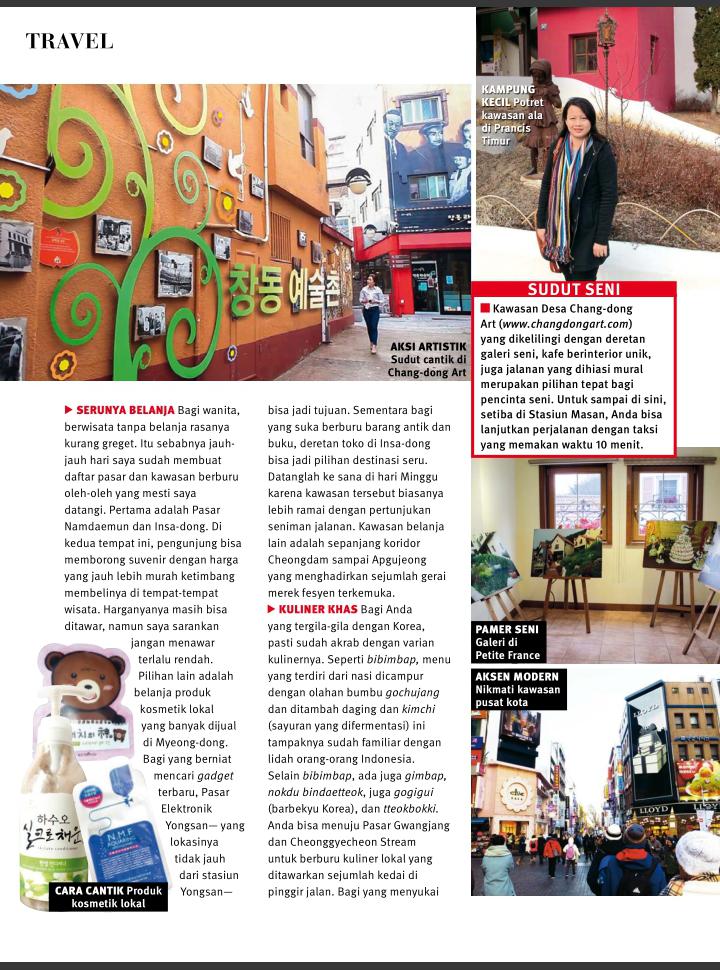 TRAVEL
KAMPUNG
KECIL Potret
kawasan ala
di Prancis
Timur
창동예술촌
AKSI ARTISTIK
Sudut cantik di
Chang-dong Art
SUDUT SENI
Kawasan Desa Chang-dong
Art (www.changdongart.com)
yang dikelilingi dengan deretan
galeri seni, kafe berinterior unik,
juga jalanan yang dihiasi mural
merupakan pilihan tepat bagi
pencinta seni. Untuk sampai di sini,
setiba di Stasiun Masan, Anda bisa
lanjutkan perjalanan dengan taksi
yang memakan waktu 10 menit.
SERUNYA BELANJA Bagi wanita,
berwisata tanpa belanja rasanya
kurang greget. Itu sebabnya jauh-
jauh hari saya sudah membuat
daftar pasar dan kawasan berburu
oleh-oleh yang mesti saya
datangi. Pertama adalah Pasar
Namdaemun dan Insa-dong. Di
kedua tempat ini, pengunjung bisa
memborong suvenir dengan harga
yang jauh lebih murah ketimbang
membelinya di tempat-tempat
wisata. Harganyanya masih bisa
ditawar, namun saya sarankan
jangan menawar
terlalu rendah.
Pilihan lain adalah
belanja produk
kosmetik lokal
yang banyak dijual
di Myeong-dong.
Bagi yang berniat
mencari gadget
terbaru, Pasar
Elektronik
Yongsan— yang
lokasinya
tidak jauh
dari stasiun
Yongsan—
하수오
N.M.F
AQUARING
CARA CANTIK Produk
kosmetik lokal
bisa jadi tujuan. Sementara bagi
yang suka berburu barang antik dan
buku, deretan toko di Insa-dong
bisa jadi pilihan destinasi seru.
Datanglah ke sana di hari Minggu
karena kawasan tersebut biasanya
lebih ramai dengan pertunjukan
seniman jalanan. Kawasan belanja
lain adalah sepanjang koridor
Cheongdam sampai Apgujeong
yang menghadirkan sejumlah gerai
merek fesyen terkemuka.
KULINER KHAS Bagi Anda
yang tergila-gila dengan Korea,
pasti sudah akrab dengan varian
kulinernya. Seperti bibimbap, menu
yang terdiri dari nasi dicampur
dengan olahan bumbu gochujang
dan ditambah daging dan kimchi
(sayuran yang difermentasi) ini
tampaknya sudah familiar dengan
lidah orang-orang Indonesia.
Selain bibimbap, ada juga gimbap,
nokdu bindaetteok, juga gogigui
(barbekyu Korea), dan tteokbokki.
Anda bisa menuju Pasar Gwangjang
dan Cheonggyecheon Stream
untuk berburu kuliner lokal yang
ditawarkan sejumlah kedai di
pinggir jalan. Bagi yang menyukai
PAMER SENI
Galeri di
Petite France
AKSEN MODERN
Nikmati kawasan
pusat kota
LLOYD
LLOYD